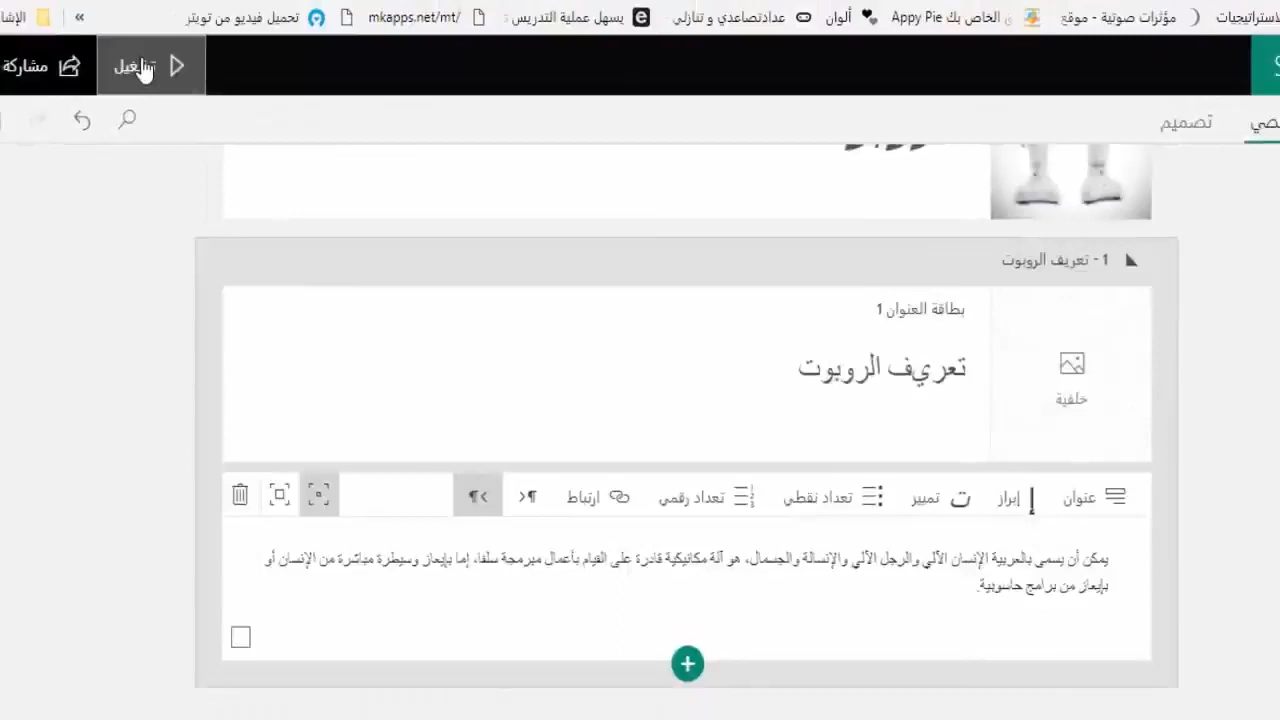 استراتيجيات مؤثرات صوتية - موقع الخاص بك Appy Pie ألوان عدادتصاعدي و تنازلي يسهل عملية التدريس : mkapps.net/mt/ تحميل فيديو من تويتر » الإشا
تشغيل مشاركة
تصميم
1 - تعريف الروبوت
بطاقة العنوان 1
تعريف الروبوت
خلفية
عنوان إبراز تمييز تعداد نقطي تعداد رقمي ارتباط
يمكن أن يسمى بالعربية الإنسان الآلي والرجل الآلي والإنسالة والجسمال، هو آلة مكانيكية قادرة على القيام بأعمال مبرمجة سلفا، إما بإيعاز وسيطرة مباشرة من الإنسان أو
بإيعاز من برامج حاسوبية.